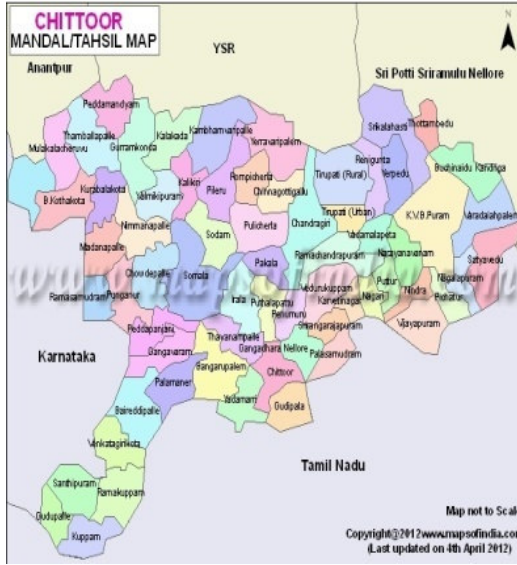 CHITTOOR
MANDAL/TAHSIL MAP
N
YSR
Anantpur
Sri Potti Sriramulu Nellore
Peddamandyam
Thamballapalle
Mulakalacheruvu
Gurramkonda
Kalakada
Kambhamvaripalle
Yerravaripalem
Srikalahasti
Thottambedu
B.Kothakota
Kurabalakota
Valmikipuram
Kalikiri
Pileru
Rompicherla
Chinnagottigallu
Tirupati (Rural)
Renigunta
Yerpedu
Buchinaidu
Kandriga
Nimmanapalle
Sodam
Pulicherla
Chandragiri
Tirupati (Urban)
K.V.B.Puram
Varadaiahpalem
Madanapalle
Vadamalapeta
Narayanavanam
Satyavedu
Choudepalle
Somala
Pakala
Ramachandrapuram
Puttur
Nagalapuram
Ramasamudram
Punganur
Irala
Puthalapattu
Vedurukuppam
Karvetinagar
Nagari
Nindra
Pichatur
Penumuru
Vijayapuram
www.mapsofindia.com
Peddapanjani
Thavanampalle
Srirangarajapuram
Karnataka
Gangavaram
Gangadhara Nellore
Palasamudram
Bangarupalem
Chittoor
Palamaner
Yadamarri
Gudipala
Baireddipalle
Venkatagirikota
Tamil Nadu
Santhipuram
Ramakuppam
Gudupalle
Kuppam
Map not to Scale
Copyright@2012www.mapsofindia.com
(Last updated on 4th April 2012)